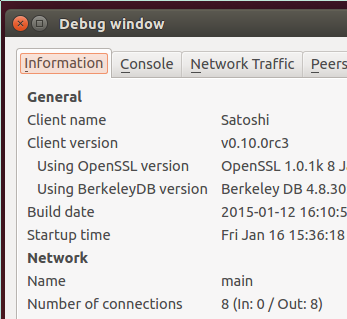 Debug window
Information Console Network Traffic Peers
General
Client name Satoshi
Client version v0.10.0rc3
Using OpenSSL version OpenSSL 1.0.1k 8 Ja
Using BerkeleyDB version Berkeley DB 4.8.30
Build date 2015-01-12 16:10:5
Startup time Fri Jan 16 15:36:18
Network
Name main
Number of connections 8 (In: 0 / Out: 8)